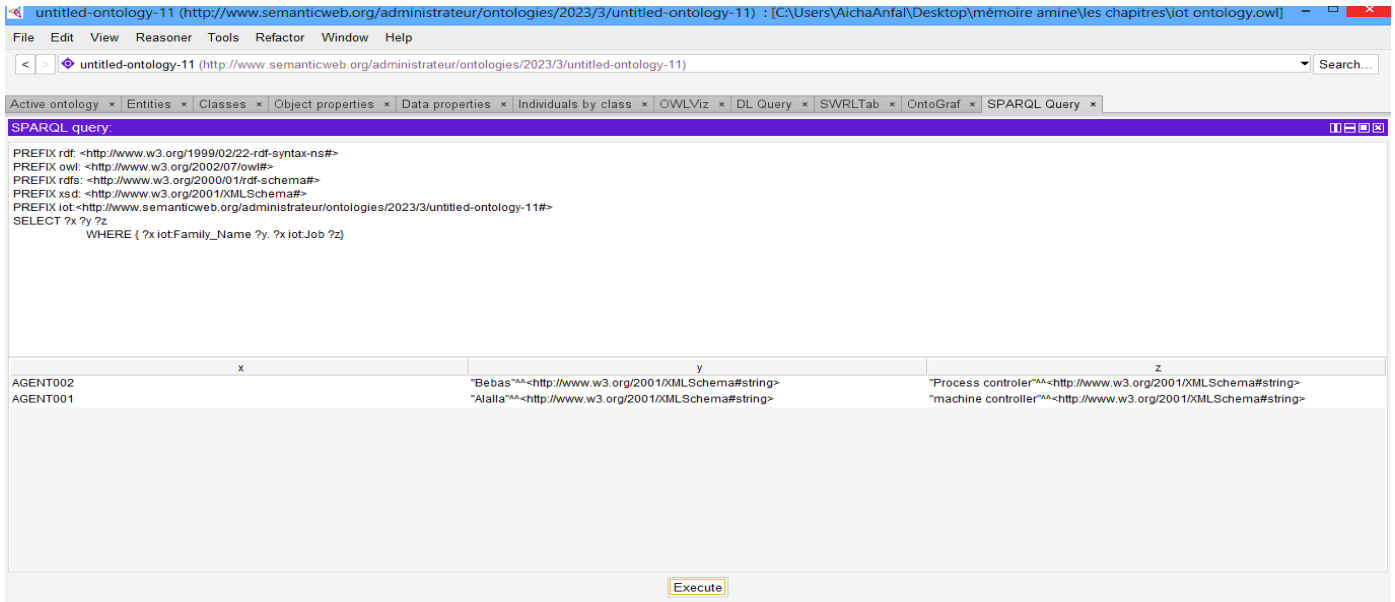 untitled-ontology-11 (http://www.semanticweb.org/administrateur/ontologies/2023/3/untitled-ontology-11) : [C:\Users\AichaAnfal\Desktop\mémoire amine\les chapitres\iot ontology.owl]
File Edit View Reasoner Tools Refactor Window Help
< > untitled-ontology-11 (http://www.semanticweb.org/administrateur/ontologies/2023/3/untitled-ontology-11) Search...
Active ontology × Entities × Classes × Object properties × Data properties × Individuals by class × OWLViz × DL Query × SWRLTab × OntoGraf × SPARQL Query ×
SPARQL query:
PREFIX rdf: <http://www.w3.org/1999/02/22-rdf-syntax-ns#>
PREFIX owl: <http://www.w3.org/2002/07/owl#>
PREFIX rdfs: <http://www.w3.org/2000/01/rdf-schema#>
PREFIX xsd: <http://www.w3.org/2001/XMLSchema#>
PREFIX iot:<http://www.semanticweb.org/administrateur/ontologies/2023/3/untitled-ontology-11#>
SELECT ?x ?y ?z
WHERE { ?x iot:Family_Name ?y. ?x iot:Job ?z}
x y z
AGENT002 "Bebas"^^<http://www.w3.org/2001/XMLSchema#string> "Process controler"^^<http://www.w3.org/2001/XMLSchema#string>
AGENT001 "Alalla"^^<http://www.w3.org/2001/XMLSchema#string> "machine controller"^^<http://www.w3.org/2001/XMLSchema#string>
Execute